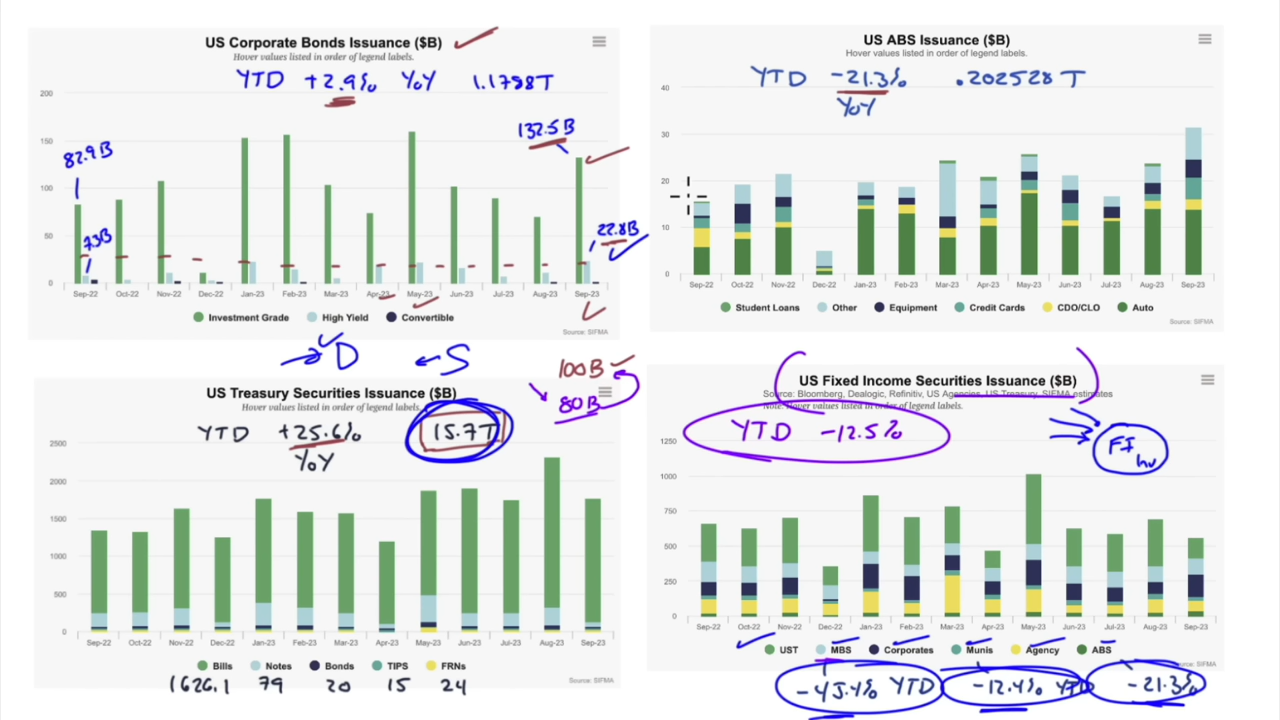 US Corporate Bonds Issuance ($B)
Hover values listed in order of legend labels.
YTD +2.9% YoY 1.1798T
200
150
100
50
0
82.9B
7.3B
132.5B
22.8B
Sep-22 Oct-22 Nov-22 Dec-22 Jan-23 Feb-23 Mar-23 Apr-23 May-23 Jun-23 Jul-23 Aug-23 Sep-23
Investment Grade High Yield Convertible
Source: SIFMA
US ABS Issuance ($B)
Hover values listed in order of legend labels.
YTD -21.3% .202528 T
YoY
40
30
20
10
0
Sep-22 Oct-22 Nov-22 Dec-22 Jan-23 Feb-23 Mar-23 Apr-23 May-23 Jun-23 Jul-23 Aug-23 Sep-23
Student Loans Other Equipment Credit Cards CDO/CLO Auto
Source: SIFMA
D S
100B
80B
US Treasury Securities Issuance ($B)
Hover values listed in order of legend labels.
YTD +25.6% 15.7T
YoY
2500
2000
1500
1000
500
0
Sep-22 Oct-22 Nov-22 Dec-22 Jan-23 Feb-23 Mar-23 Apr-23 May-23 Jun-23 Jul-23 Aug-23 Sep-23
Bills Notes Bonds TIPS FRNs
1626.1 79 20 15 24
Source: SIFMA
US Fixed Income Securities Issuance ($B)
Source: Bloomberg, Dealogic, Refinitiv, US Agencies, US Treasury, SIFMA estimates
Note: Hover values listed in order of legend labels.
YTD -12.5%
FI
1250
1000
750
500
250
0
Sep-22 Oct-22 Nov-22 Dec-22 Jan-23 Feb-23 Mar-23 Apr-23 May-23 Jun-23 Jul-23 Aug-23 Sep-23
UST MBS Corporates Munis Agency ABS
Source: SIFMA
-45.4% YTD -12.4% YTD -21.3%